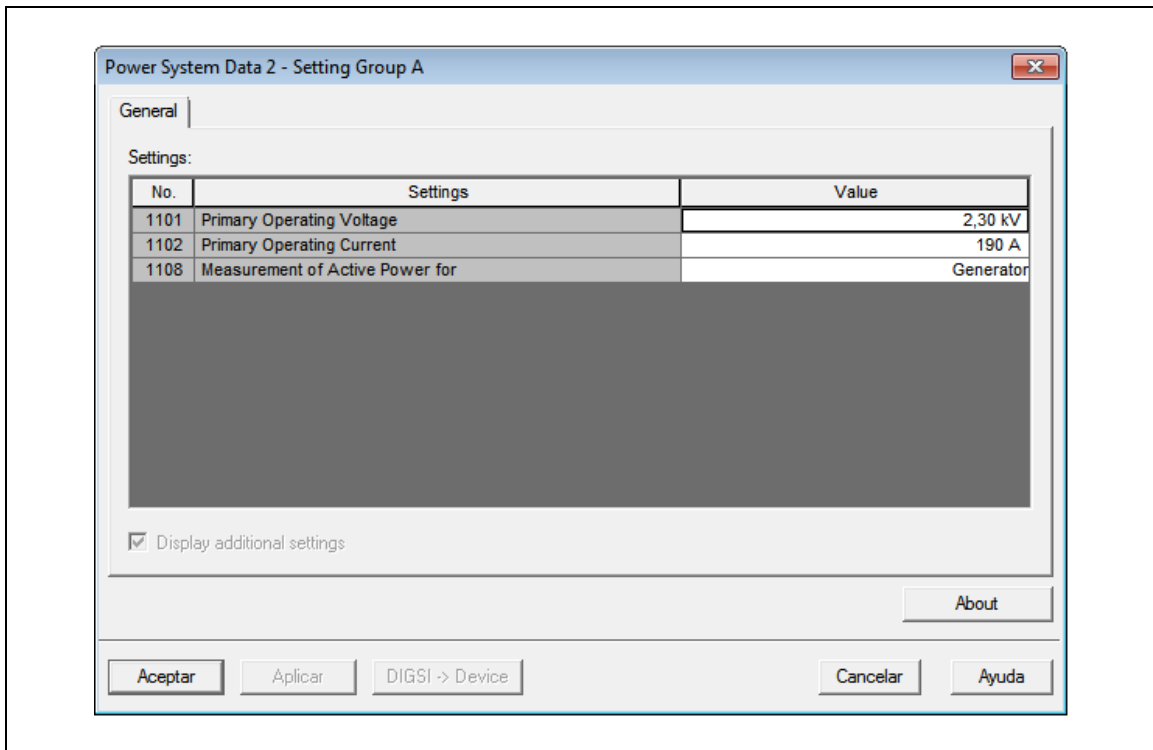 Power System Data 2 - Setting Group A
General
Settings:
No. Settings Value
1101 Primary Operating Voltage 2,30 kV
1102 Primary Operating Current 190 A
1108 Measurement of Active Power for Generator
Display additional settings
About
Aceptar Aplicar DIGSI -> Device Cancelar Ayuda